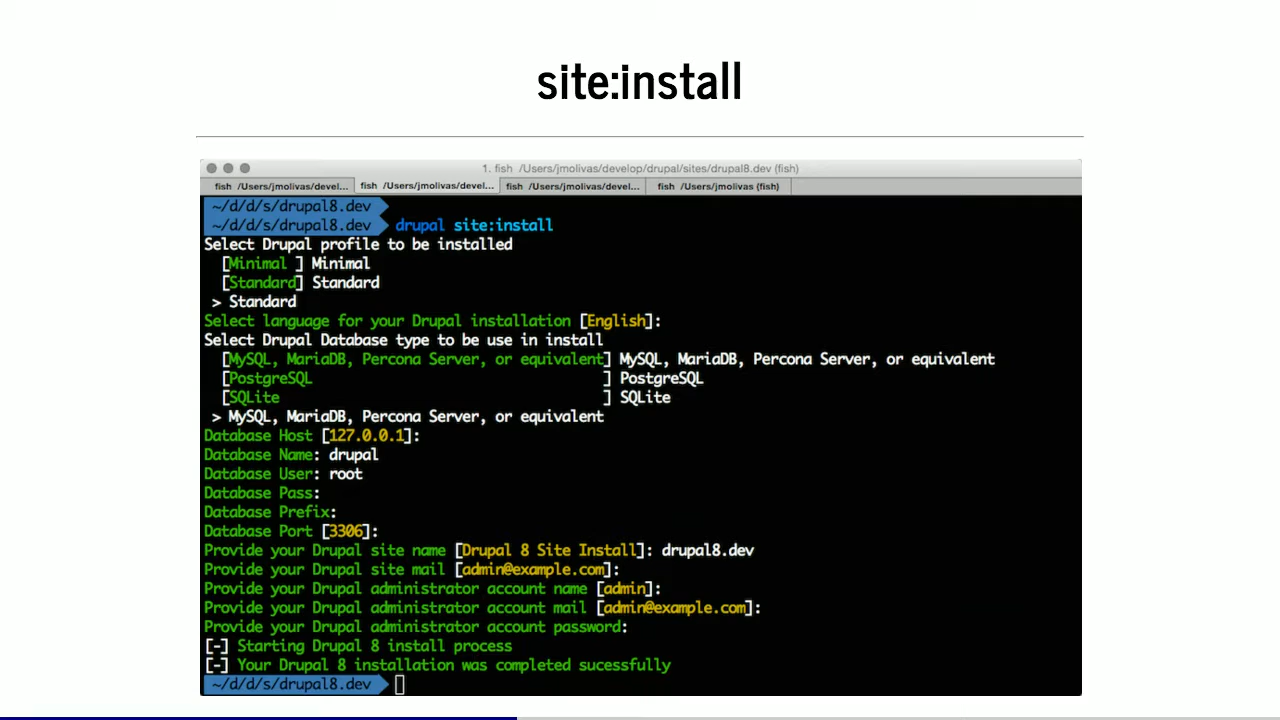 site:install
1. fish /Users/jmolivas/develop/drupal/sites/drupal8.dev (fish)
fish /Users/jmolivas/devel... fish /Users/jmolivas/devel... fish /Users/jmolivas/devel... fish /Users/jmolivas (fish)
~/d/d/s/drupal8.dev
~/d/d/s/drupal8.dev drupal site:install
Select Drupal profile to be installed
[Minimal ] Minimal
[Standard] Standard
> Standard
Select language for your Drupal installation [English]:
Select Drupal Database type to be use in install
[MySQL, MariaDB, Percona Server, or equivalent] MySQL, MariaDB, Percona Server, or equivalent
[PostgreSQL ] PostgreSQL
[SQLite ] SQLite
> MySQL, MariaDB, Percona Server, or equivalent
Database Host [127.0.0.1]:
Database Name: drupal
Database User: root
Database Pass:
Database Prefix:
Database Port [3306]:
Provide your Drupal site name [Drupal 8 Site Install]: drupal8.dev
Provide your Drupal site mail [admin@example.com]:
Provide your Drupal administrator account name [admin]:
Provide your Drupal administrator account mail [admin@example.com]:
Provide your Drupal administrator account password:
[-] Starting Drupal 8 install process
[-] Your Drupal 8 installation was completed sucessfully
~/d/d/s/drupal8.dev